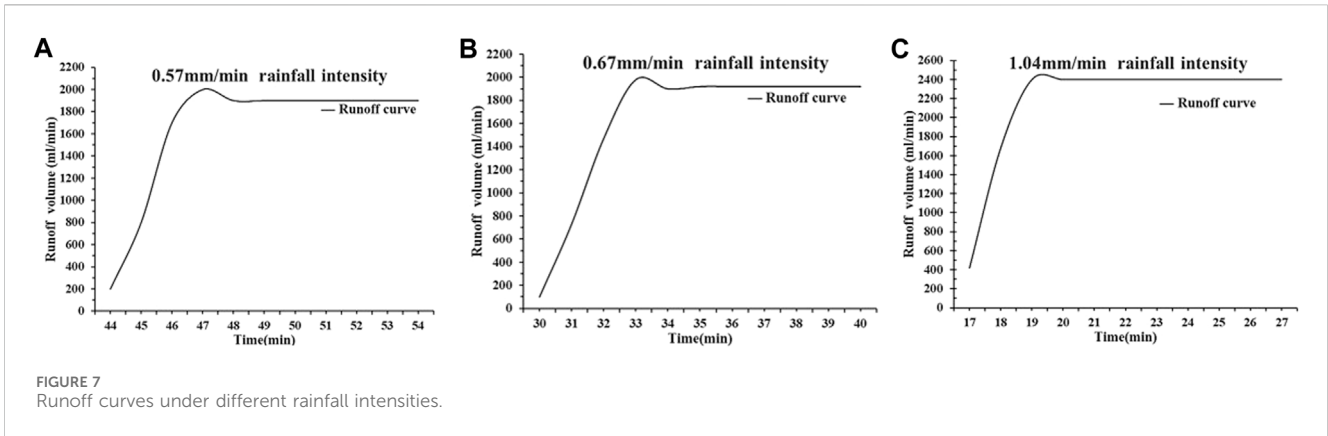 A
0.57mm/min rainfall intensity
Runoff curve
Runoff volume (ml/min)
2200
2000
1800
1600
1400
1200
1000
800
600
400
200
0
44 45 46 47 48 49 50 51 52 53 54
Time(min)
B
0.67mm/min rainfall intensity
Runoff curve
Runoff volume (ml/min)
2200
2000
1800
1600
1400
1200
1000
800
600
400
200
0
30 31 32 33 34 35 36 37 38 39 40
Time(min)
C
1.04mm/min rainfall intensity
Runoff curve
Runoff volume (ml/min)
2600
2400
2200
2000
1800
1600
1400
1200
1000
800
600
400
200
0
17 18 19 20 21 22 23 24 25 26 27
Time(min)
FIGURE 7
Runoff curves under different rainfall intensities.